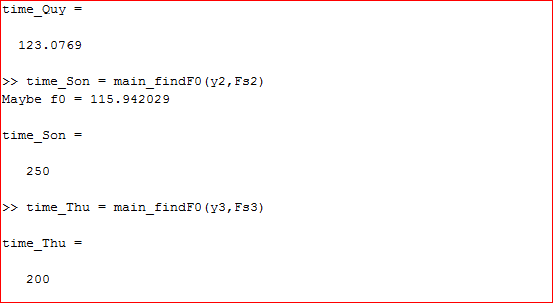 time_Quy =
123.0769
>> time_Son = main_findF0(y2,Fs2)
Maybe f0 = 115.942029
time_Son =
250
>> time_Thu = main_findF0(y3,Fs3)
time_Thu =
200